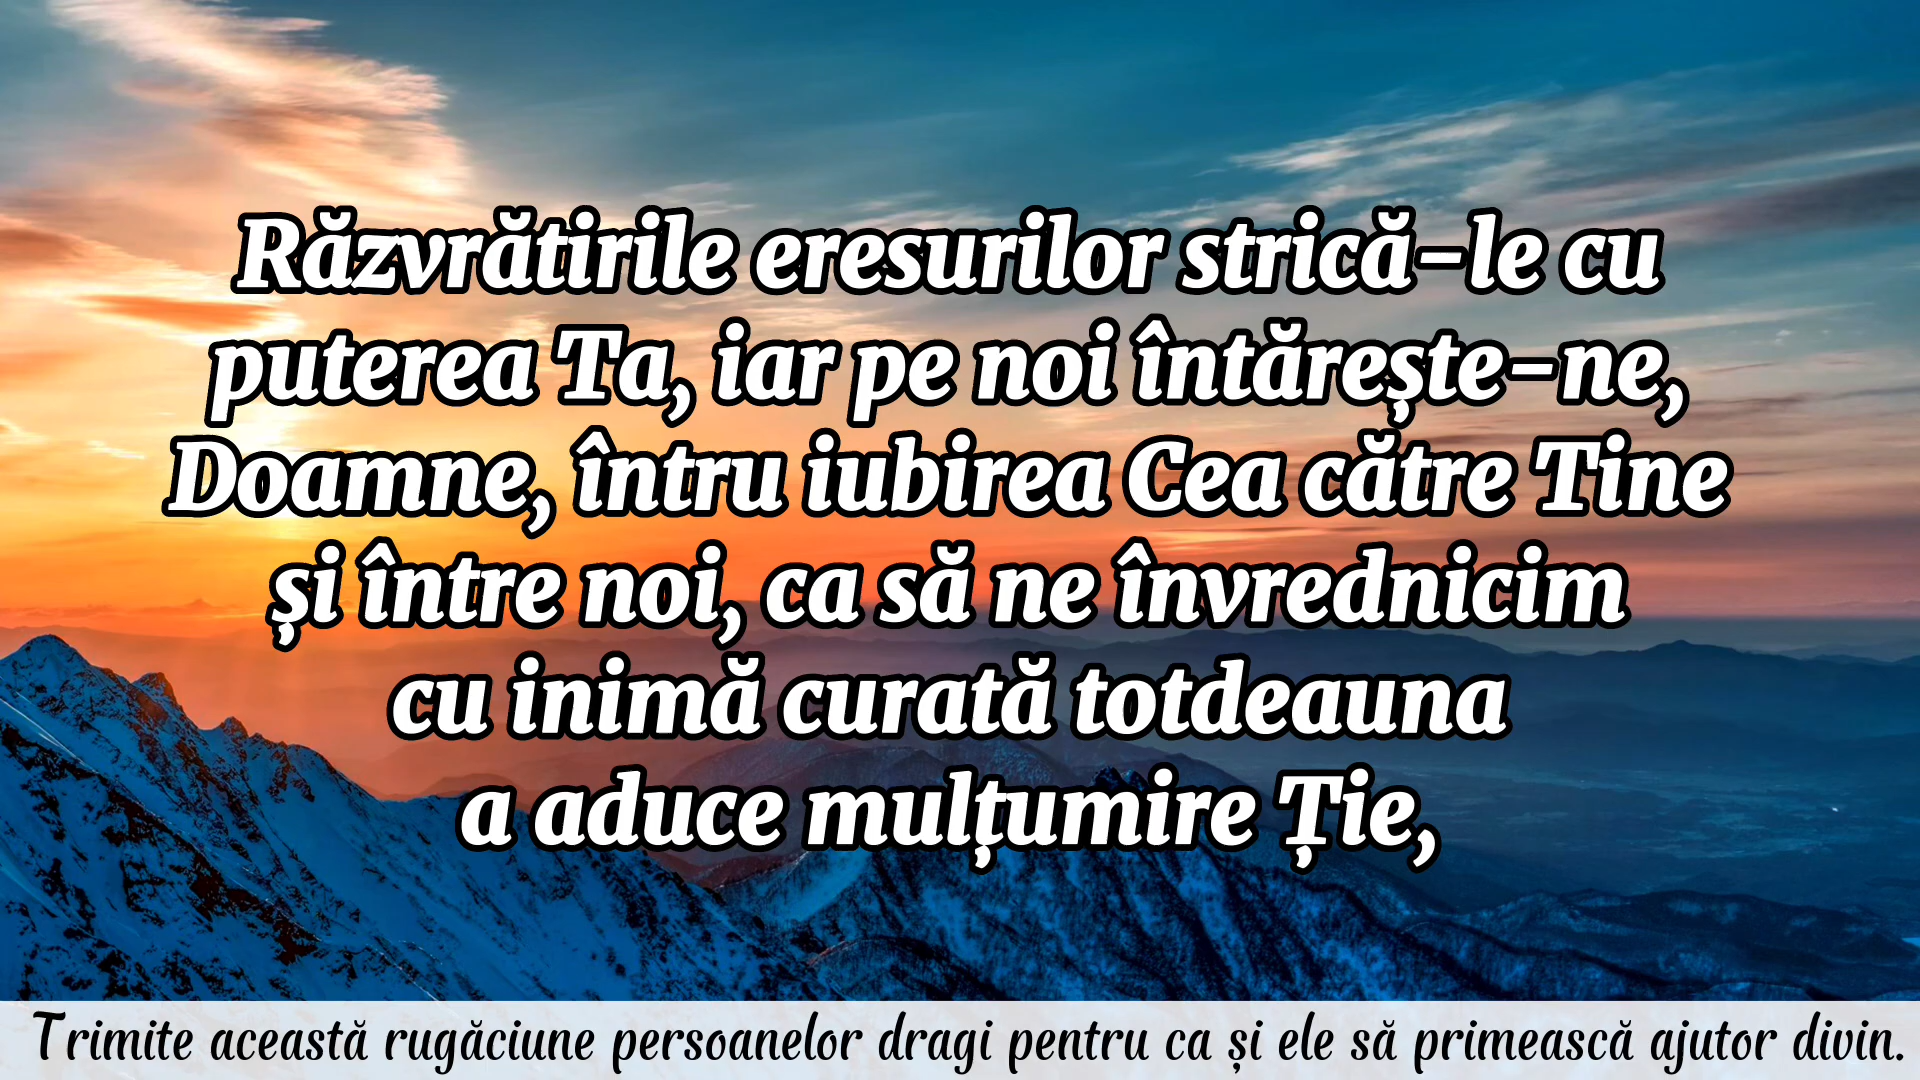 Răzvrătirile eresurilor strică-le cu
puterea Ta, iar pe noi întărește-ne,
Doamne, întru iubirea Cea către Tine
și între noi, ca să ne învrednicim
cu inimă curată totdeauna
a aduce mulțumire Ție,
Trimite această rugăciune persoanelor dragi pentru ca și ele să primească ajutor divin.